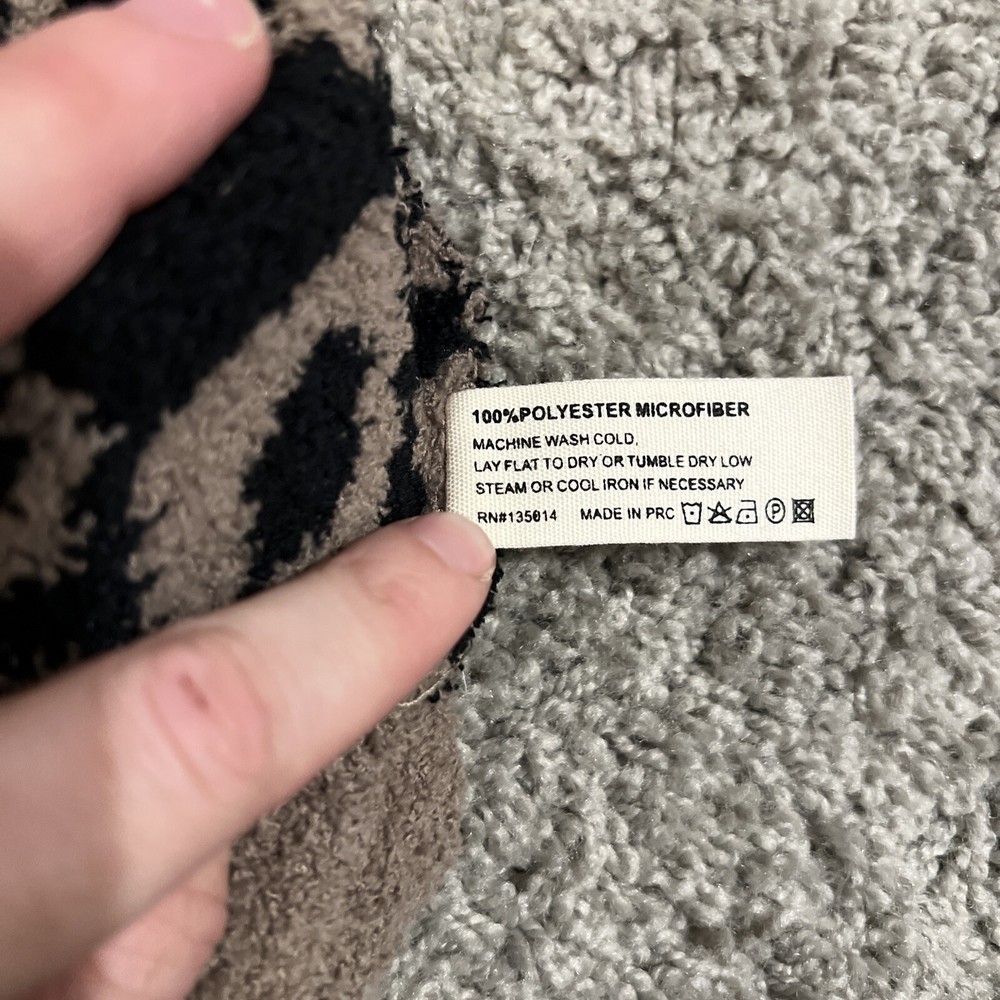 100%POLYESTER MICROFIBER
MACHINE WASH COLD,
LAY FLAT TO DRY OR TUMBLE DRY LOW
STEAM OR COOL IRON IF NECESSARY
RN#135014 MADE IN PRC P